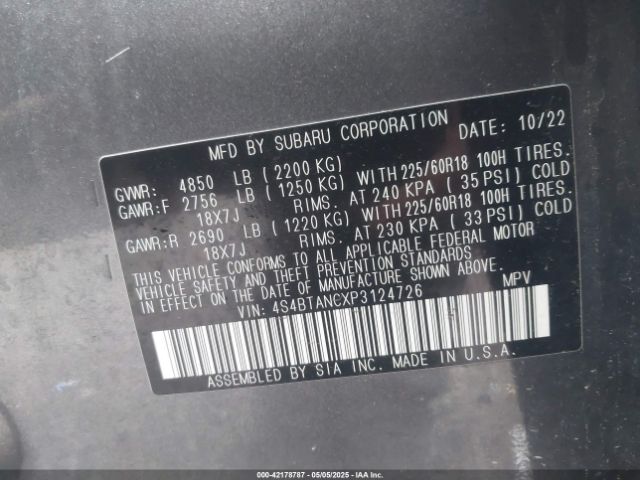 MFD BY SUBARU CORPORATION DATE: 10/22
GVWR: 4850 LB (2200 KG)
GAWR:F 2756 LB (1250 KG) WITH 225/60R18 100H TIRES.
18X7J RIMS. AT 240 KPA (35 PSI) COLD
GAWR:R 2690 LB (1220 KG) WITH 225/60R18 100H TIRES.
18X7J RIMS. AT 230 KPA (33 PSI) COLD
THIS VEHICLE CONFORMS TO ALL APPLICABLE FEDERAL MOTOR
VEHICLE SAFETY AND THEFT PREVENTION STANDARDS
IN EFFECT ON THE DATE OF MANUFACTURE SHOWN ABOVE.
VIN: 4S4BTANCXP3124726 MPV
ASSEMBLED BY SIA INC. MADE IN U.S.A.
000-42178787 - 05/05/2025 - IAA Inc.